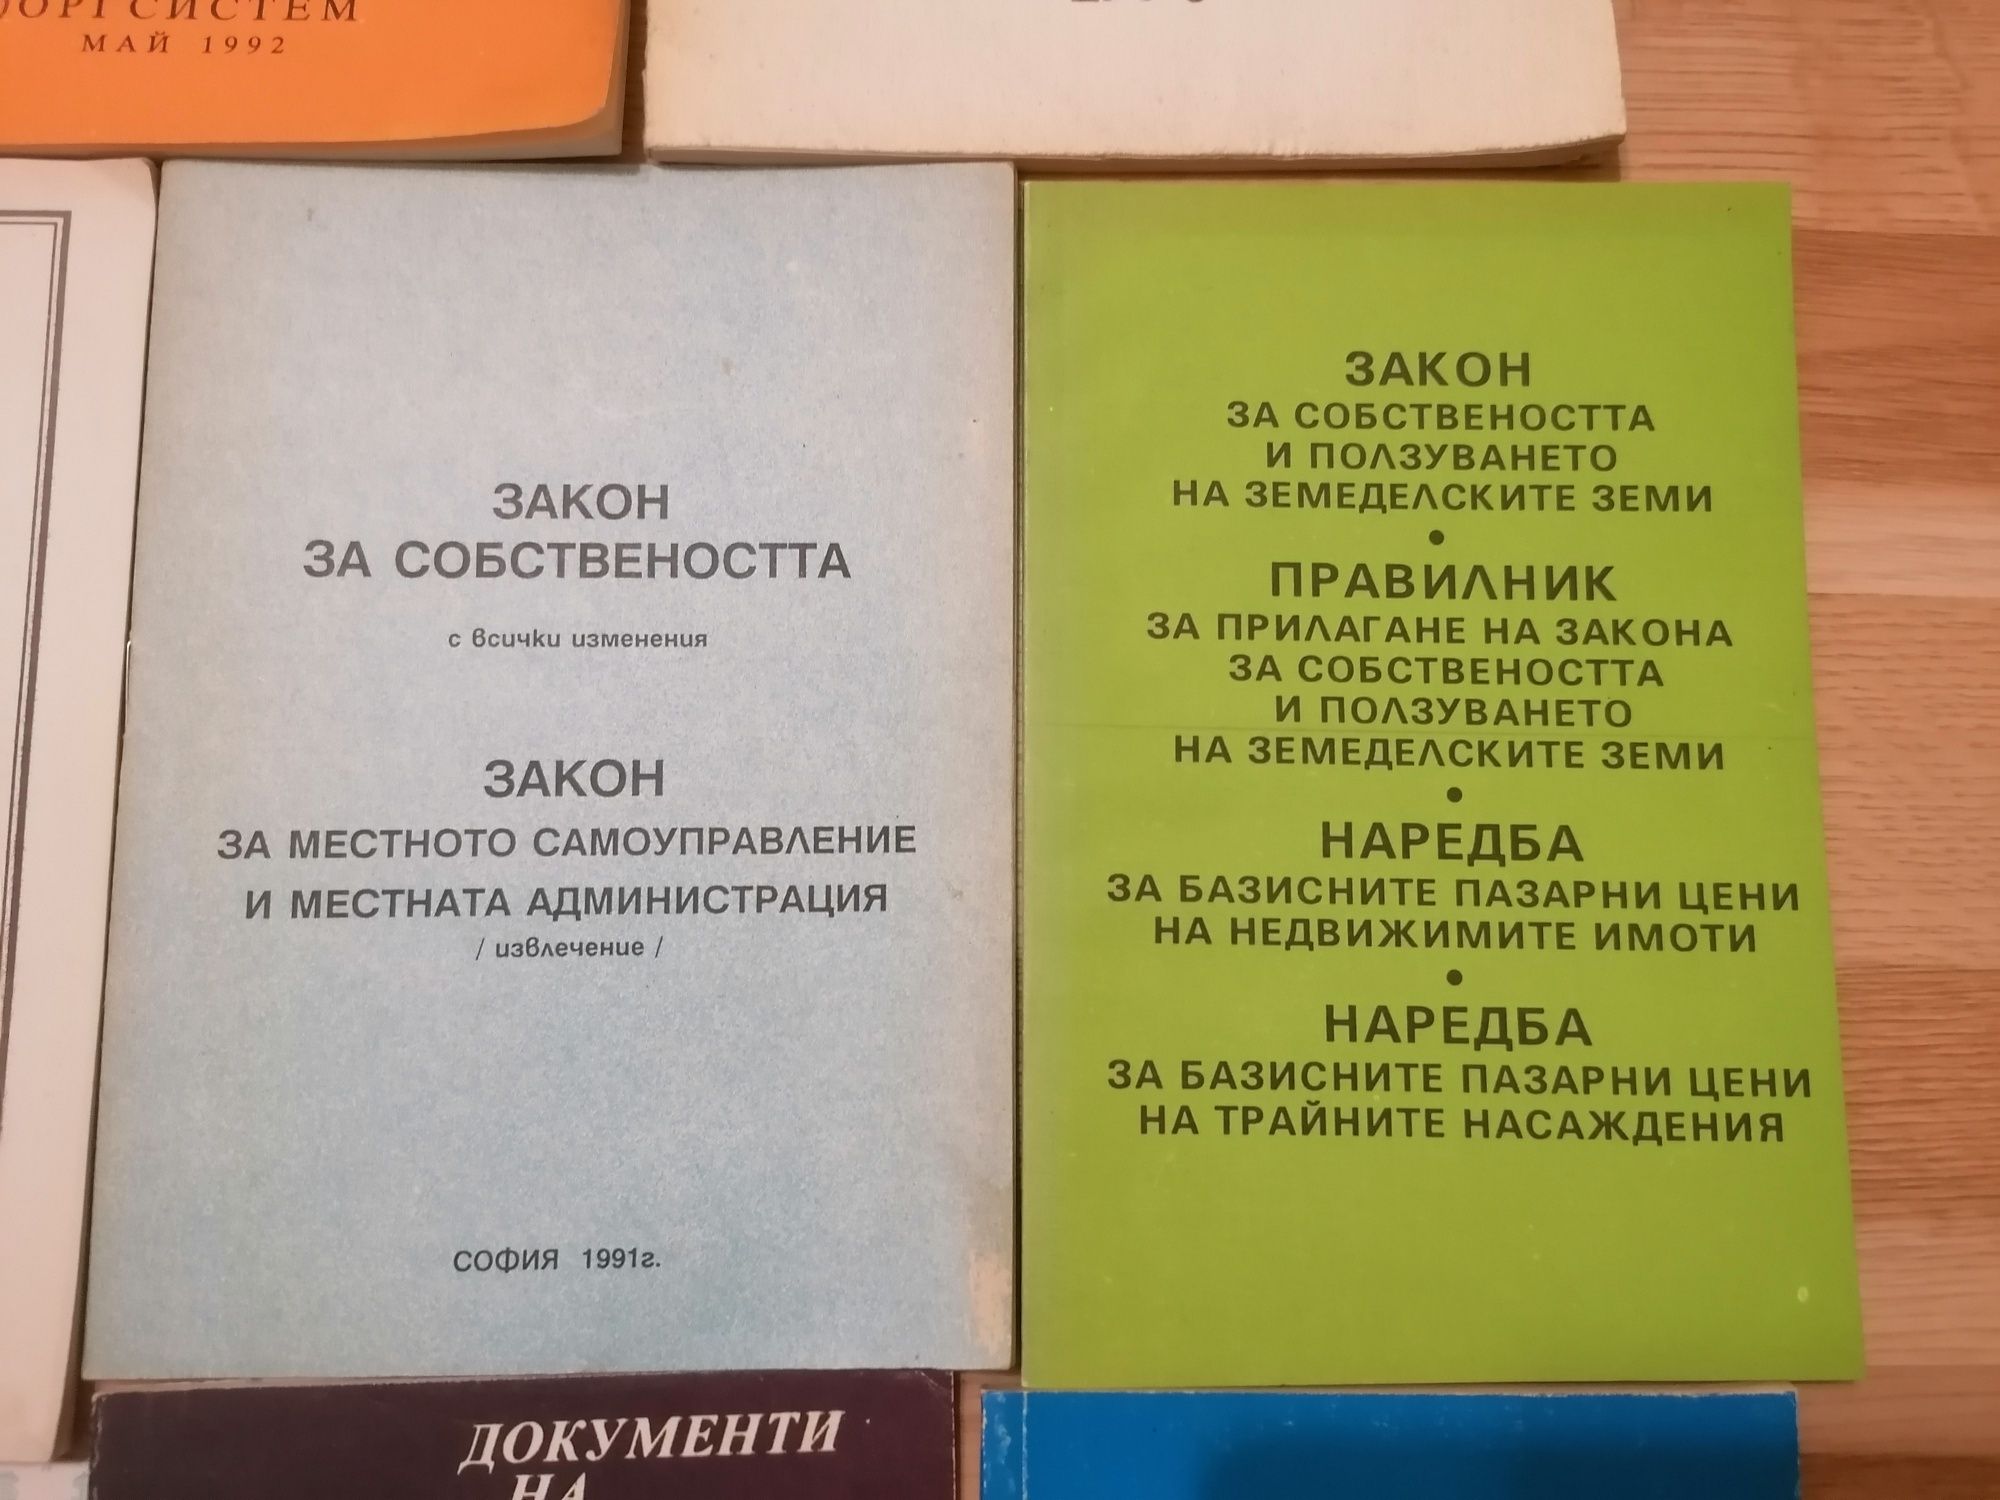 СИСТЕМ
МАЙ 1992
ЗАКОН
ЗА СОБСТВЕНОСТТА
с всички изменения
ЗАКОН
ЗА МЕСТНОТО САМОУПРАВЛЕНИЕ
И МЕСТНАТА АДМИНИСТРАЦИЯ
/ извлечение /
СОФИЯ 1991г.
ЗАКОН
ЗА СОБСТВЕНОСТТА
И ПОЛЗУВАНЕТО
НА ЗЕМЕДЕЛСКИТЕ ЗЕМИ
•
ПРАВИЛНИК
ЗА ПРИЛАГАНЕ НА ЗАКОНА
ЗА СОБСТВЕНОСТТА
И ПОЛЗУВАНЕТО
НА ЗЕМЕДЕЛСКИТЕ ЗЕМИ
•
НАРЕДБА
ЗА БАЗИСНИТЕ ПАЗАРНИ ЦЕНИ
НА НЕДВИЖИМИТЕ ИМОТИ
•
НАРЕДБА
ЗА БАЗИСНИТЕ ПАЗАРНИ ЦЕНИ
НА ТРАЙНИТЕ НАСАЖДЕНИЯ
ДОКУМЕНТИ
НА